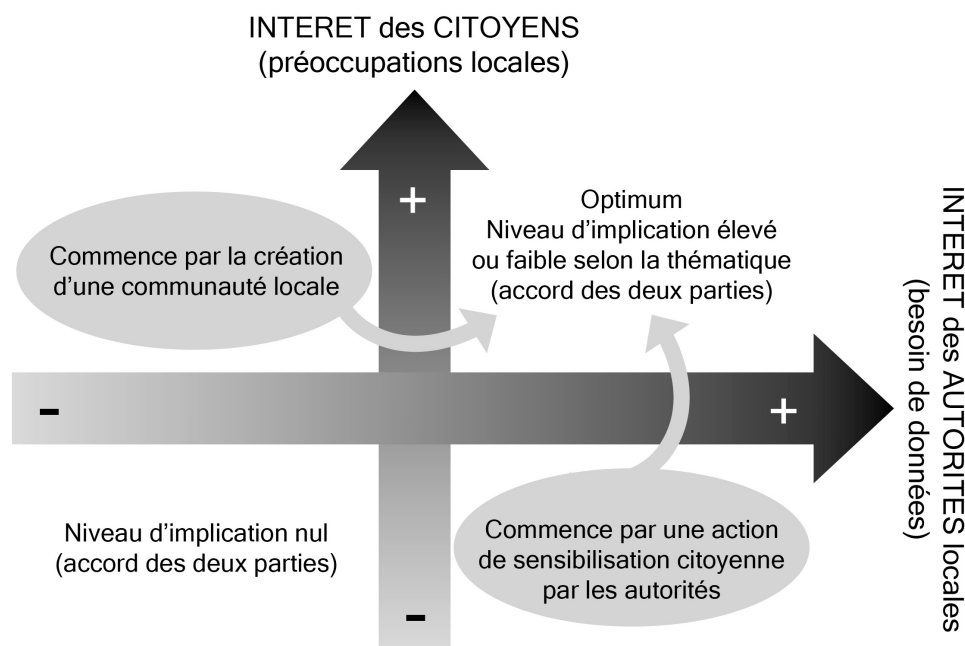 INTERET des CITOYENS
(préoccupations locales)
+
Optimum
Niveau d'implication élevé
ou faible selon la thématique
(accord des deux parties)
Commence par la création
d'une communauté locale
INTERET des AUTORITES locales
(besoin de données)
-
+
Niveau d'implication nul
(accord des deux parties)
Commence par une action
de sensibilisation citoyenne
par les autorités
-